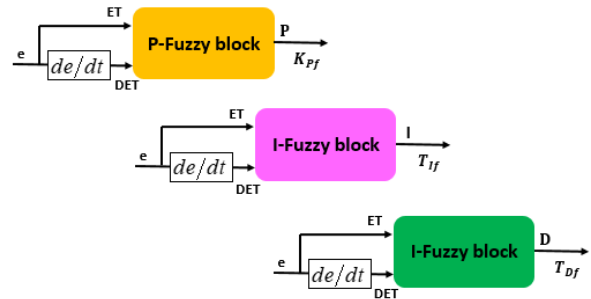 ET
P-Fuzzy block
P
e
de/dt
K_Pf
DET
ET
I-Fuzzy block
I
e
de/dt
T_If
DET
ET
I-Fuzzy block
D
e
de/dt
T_Df
DET